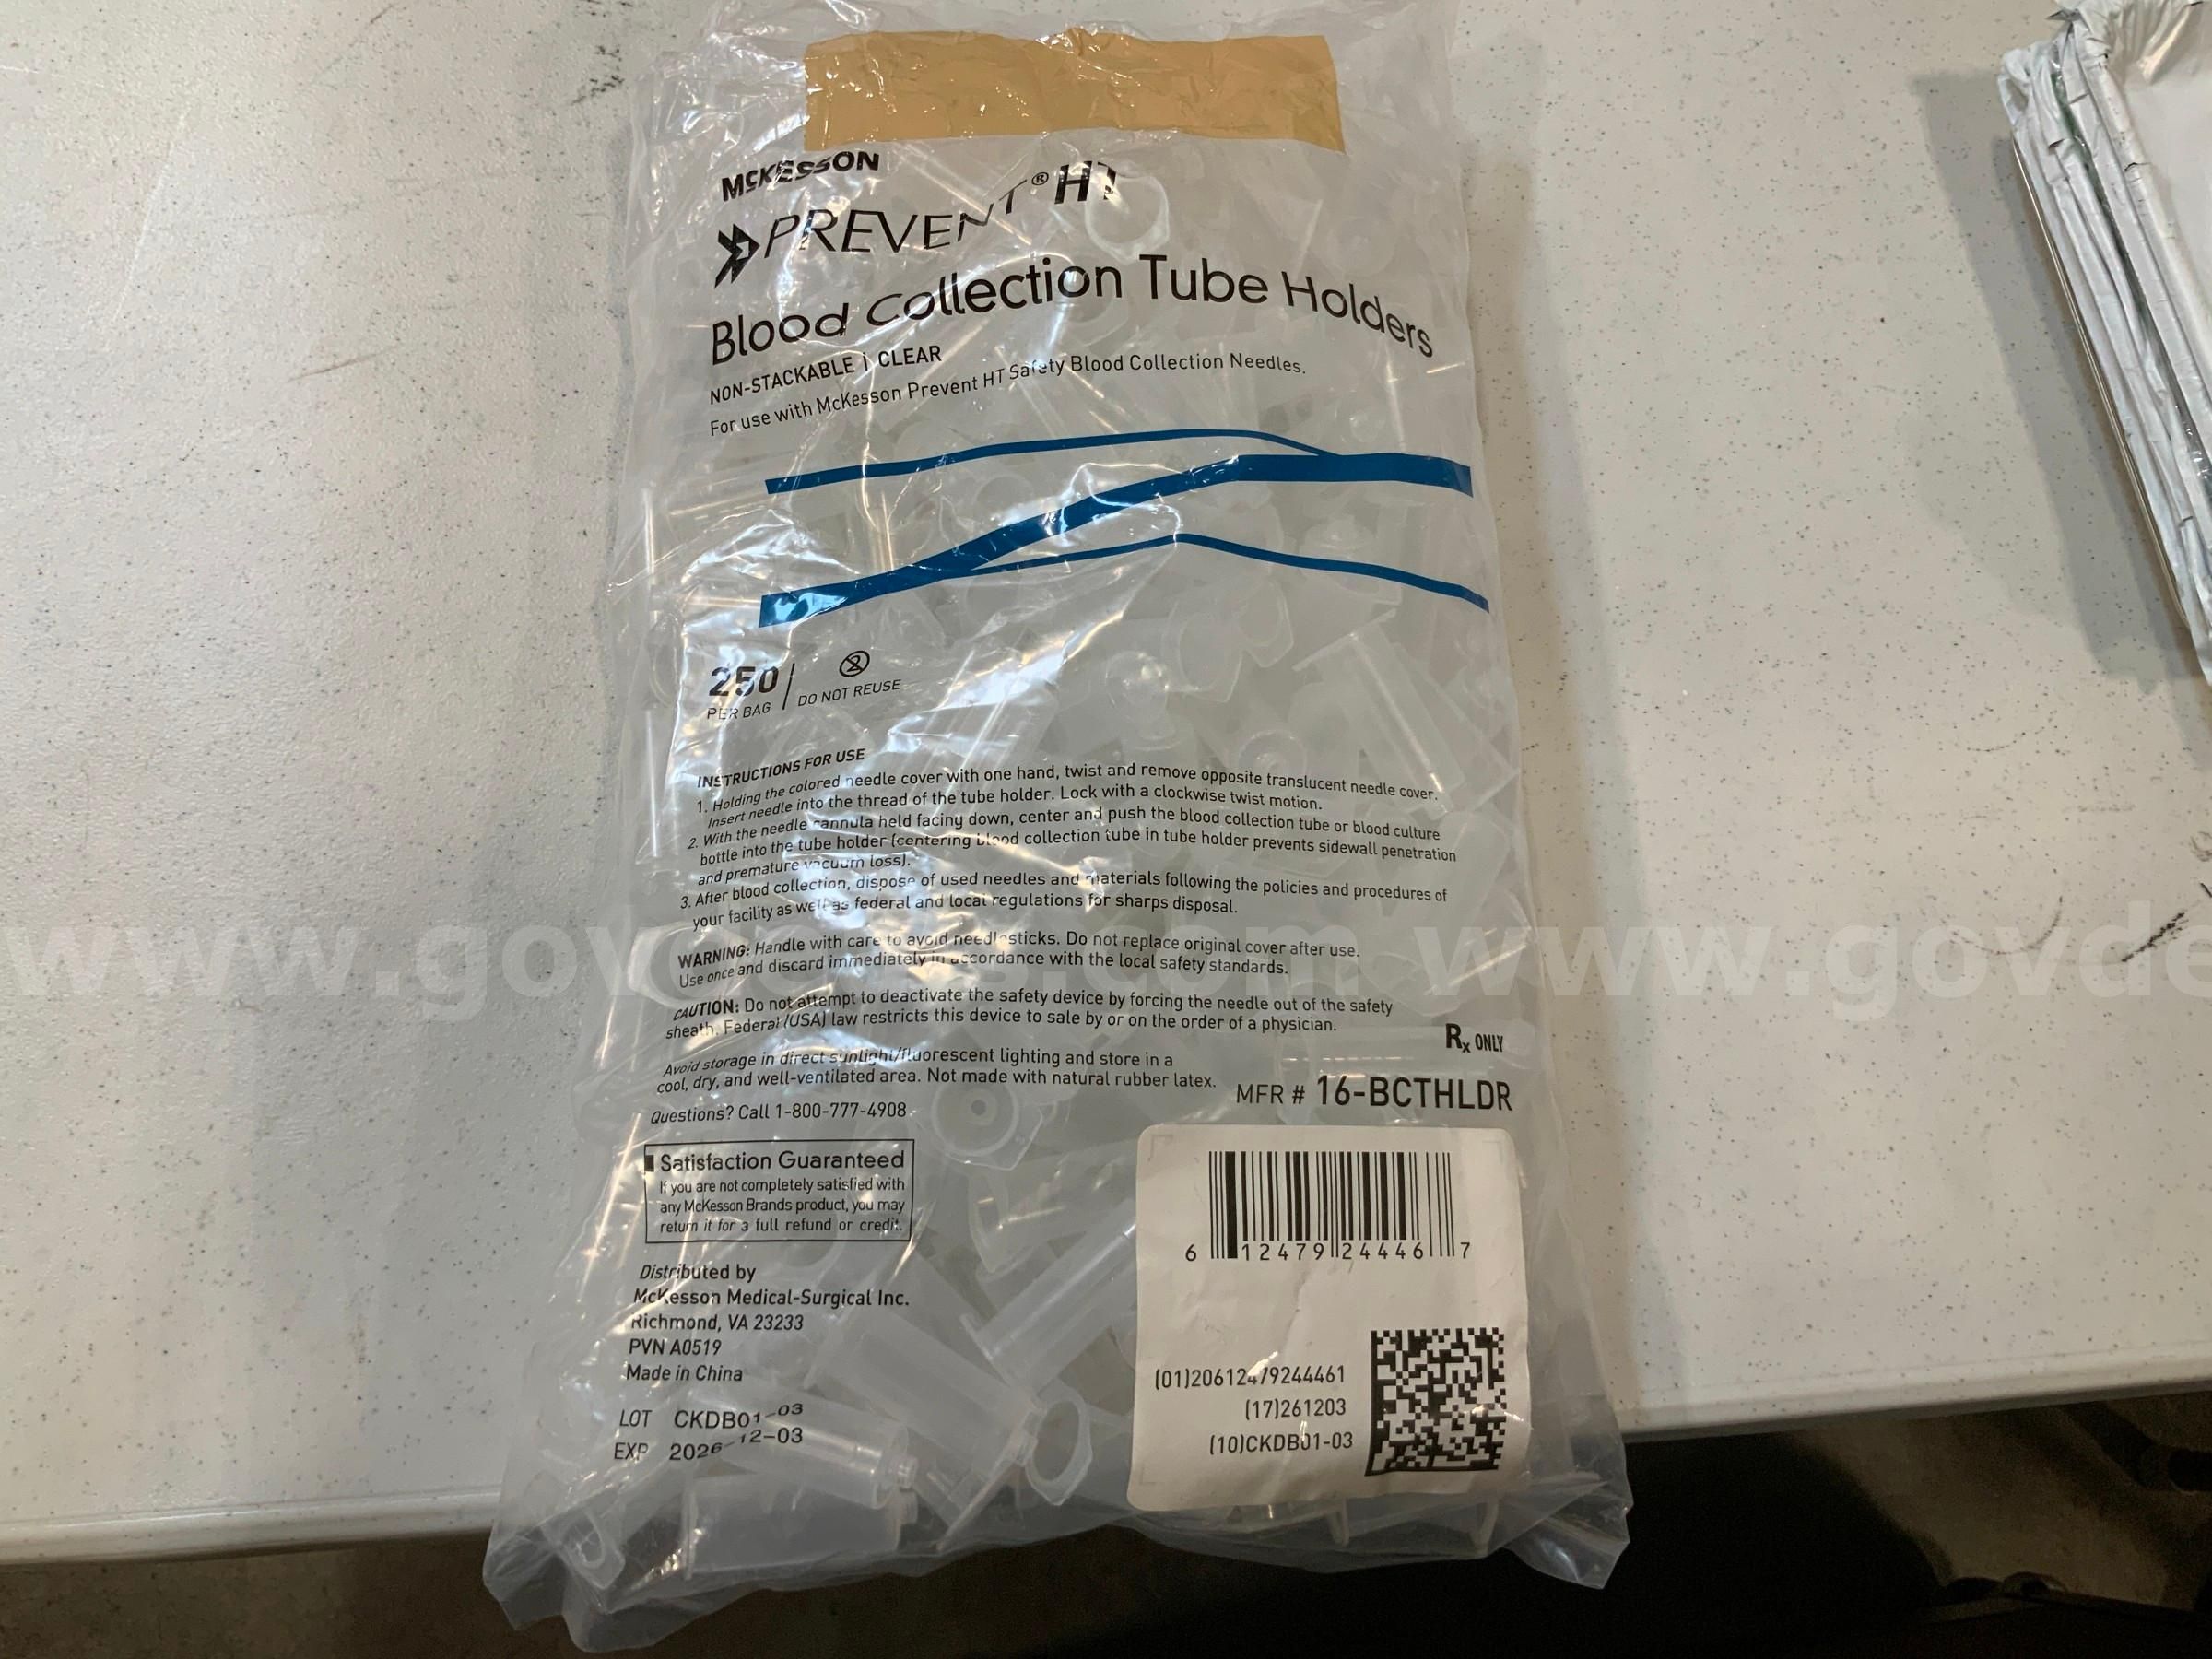 McKESSON
PREVENT® HT
Blood Collection Tube Holders
NON-STACKABLE | CLEAR
For use with McKesson Prevent HT Safety Blood Collection Needles.
250
PER BAG
2
DO NOT REUSE
INSTRUCTIONS FOR USE
1. Holding the colored needle cover with one hand, twist and remove opposite translucent needle cover.
Insert needle into the thread of the tube holder. Lock with a clockwise twist motion.
2. With the needle cannula held facing down, center and push the blood collection tube or blood culture
bottle into the tube holder (centering blood collection tube in tube holder prevents sidewall penetration
and premature vacuum loss).
3. After blood collection, dispose of used needles and materials following the policies and procedures of
your facility as well as federal and local regulations for sharps disposal.
WARNING: Handle with care to avoid needlesticks. Do not replace original cover after use.
Use once and discard immediately in accordance with the local safety standards.
CAUTION: Do not attempt to deactivate the safety device by forcing the needle out of the safety
sheath. Federal (USA) law restricts this device to sale by or on the order of a physician.
Rx ONLY
Avoid storage in direct sunlight/fluorescent lighting and store in a
cool, dry, and well-ventilated area. Not made with natural rubber latex.
MFR # 16-BCTHLDR
Questions? Call 1-800-777-4908
Satisfaction Guaranteed
If you are not completely satisfied with
any McKesson Brands product, you may
return it for a full refund or credit.
Distributed by
McKesson Medical-Surgical Inc.
Richmond, VA 23233
PVN A0519
Made in China
LOT CKDB01-03
EXP 2026-12-03
6 12479 24446 7
(01)20612479244461
(17)261203
(10)CKDB01-03
www.govdeals.com www.govde